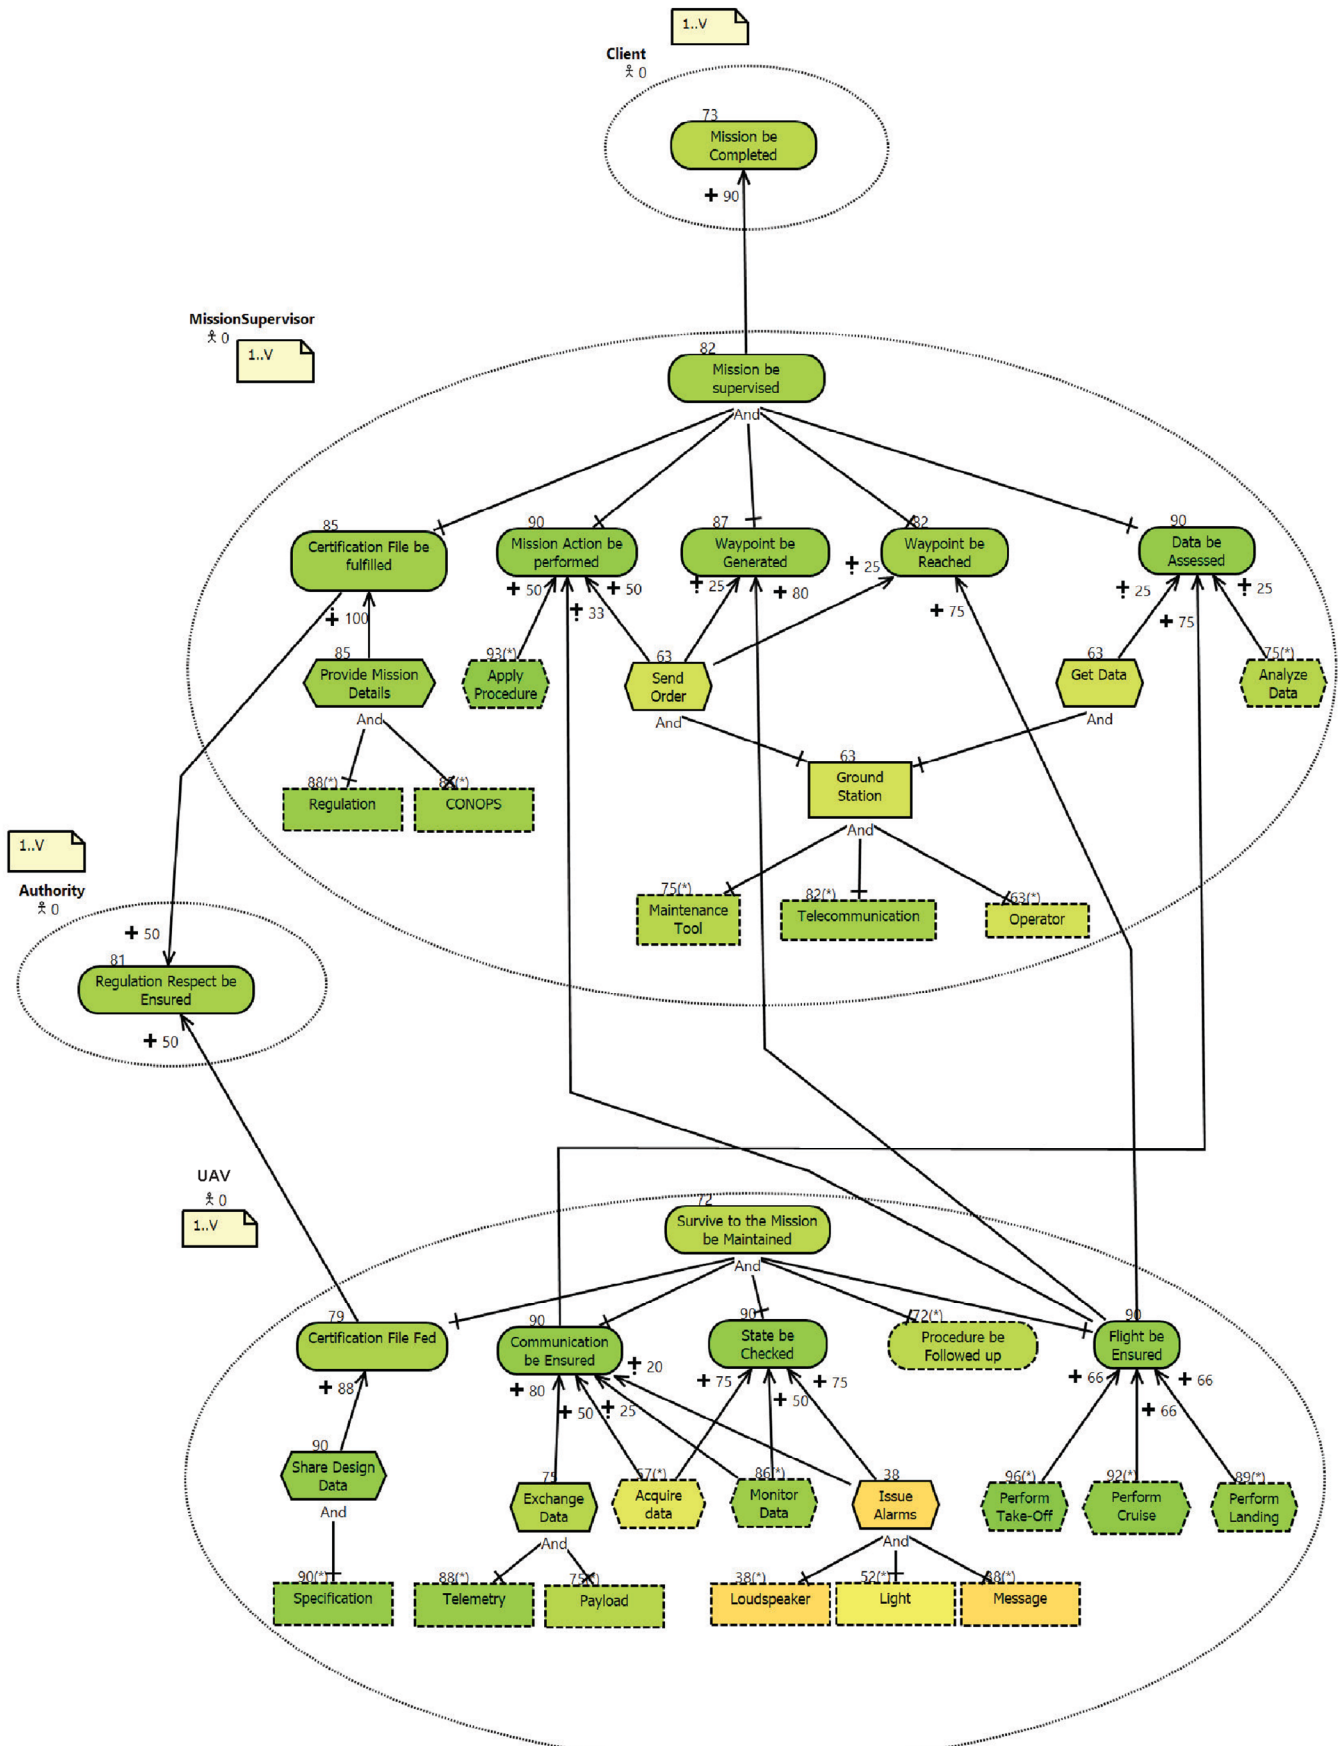 1..V
Client
0
73
Mission be
Completed
+ 90
MissionSupervisor
0
1..V
82
Mission be
supervised
And
85
Certification File be
fulfilled
90
Mission Action be
performed
87
Waypoint be
Generated
82
Waypoint be
Reached
90
Data be
Assessed
100
+ 50
33
+ 50
25
+ 80
25
+ 75
25
+ 75
25
85
Provide Mission
Details
And
93(*)
Apply
Procedure
63
Send
Order
And
63
Get Data
And
75(*)
Analyze
Data
88(*)
Regulation
CONOPS
63
Ground
Station
And
75(*)
Maintenance
Tool
82(*)
Telecommunication
63(*)
Operator
1..V
Authority
0
+ 50
81
Regulation Respect be
Ensured
+ 50
UAV
0
1..V
72
Survive to the Mission
be Maintained
And
79
Certification File Fed
90
Communication
be Ensured
90
State be
Checked
72(*)
Procedure be
Followed up
90
Flight be
Ensured
+ 88
+ 80
+ 50
25
20
+ 75
+ 50
+ 75
+ 66
+ 66
+ 66
90
Share Design
Data
And
75
Exchange
Data
And
57(*)
Acquire
data
86(*)
Monitor
Data
38
Issue
Alarms
And
96(*)
Perform
Take-Off
92(*)
Perform
Cruise
89(*)
Perform
Landing
90(*)
Specification
88(*)
Telemetry
75(*)
Payload
38(*)
Loudspeaker
52(*)
Light
38(*)
Message